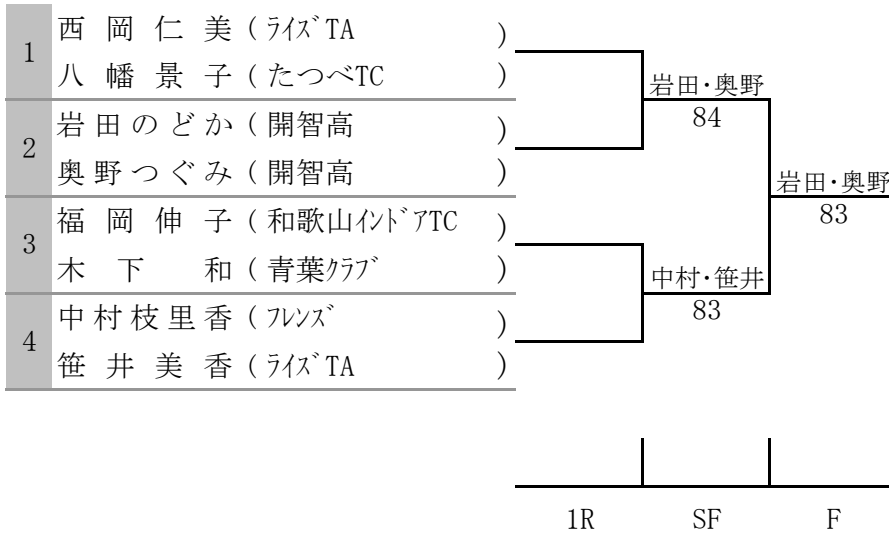 1
西岡仁美(ﾗｲｽﾞTA)
八幡景子(たつべTC)
2
岩田のどか(開智高)
奥野つぐみ(開智高)
3
福岡伸子(和歌山ｲﾝﾄﾞｱTC)
木下和(青葉ｸﾗﾌﾞ)
4
中村枝里香(ﾌﾚﾝｽﾞ)
笹井美香(ﾗｲｽﾞTA)
岩田･奥野
84
中村･笹井
83
岩田･奥野
83
1R SF F